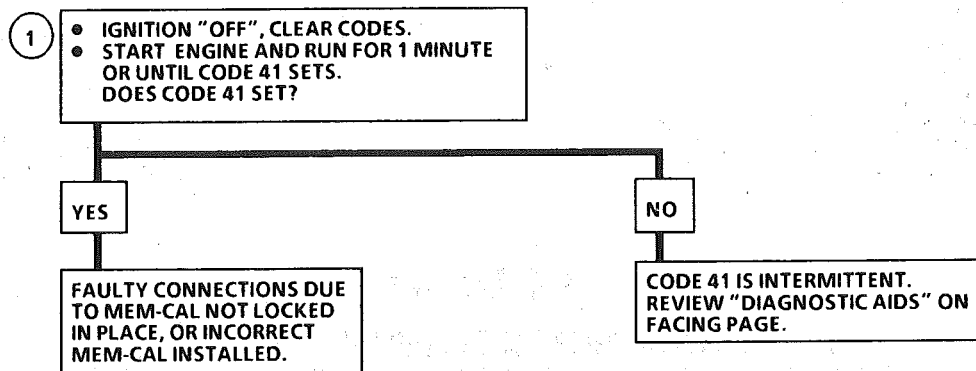 1
● IGNITION "OFF", CLEAR CODES.
● START ENGINE AND RUN FOR 1 MINUTE
OR UNTIL CODE 41 SETS.
DOES CODE 41 SET?
YES
NO
FAULTY CONNECTIONS DUE
TO MEM-CAL NOT LOCKED
IN PLACE, OR INCORRECT
MEM-CAL INSTALLED.
CODE 41 IS INTERMITTENT.
REVIEW "DIAGNOSTIC AIDS" ON
FACING PAGE.